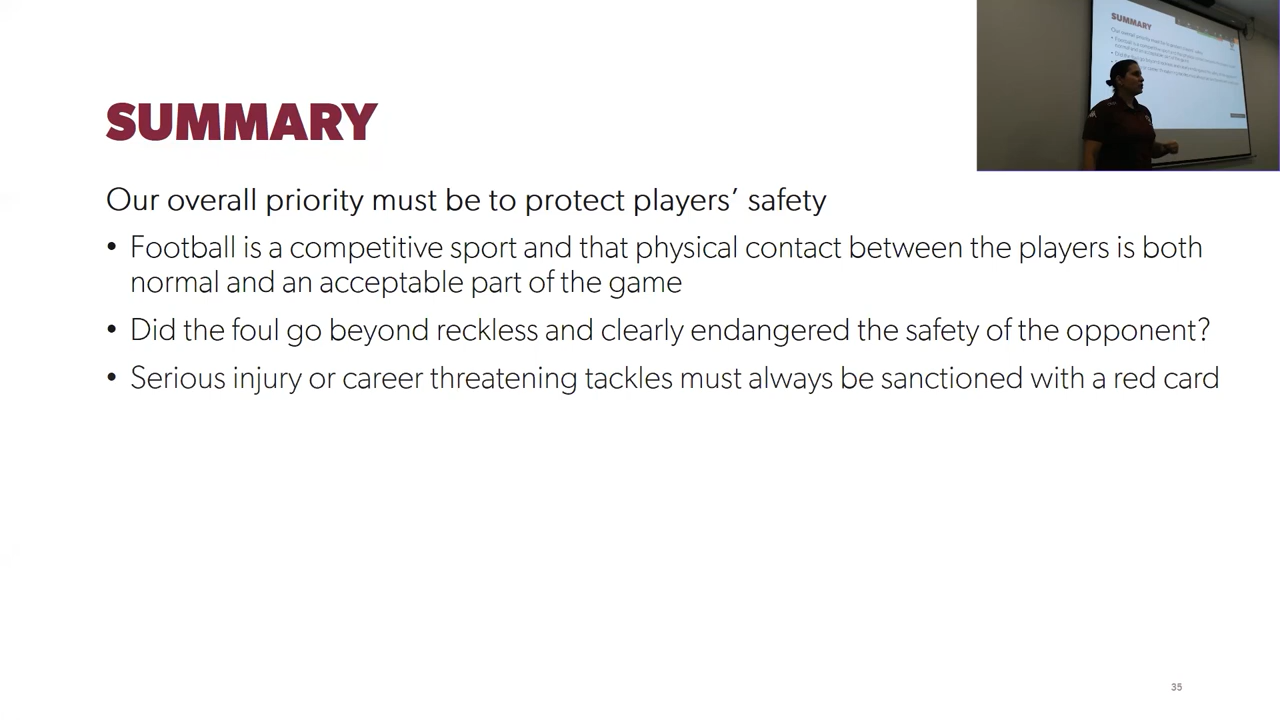 SUMMARY
Our overall priority must be to protect players’ safety
• Football is a competitive sport and that physical contact between the players is both
normal and an acceptable part of the game
• Did the foul go beyond reckless and clearly endangered the safety of the opponent?
• Serious injury or career threatening tackles must always be sanctioned with a red card
35
SUMMARY